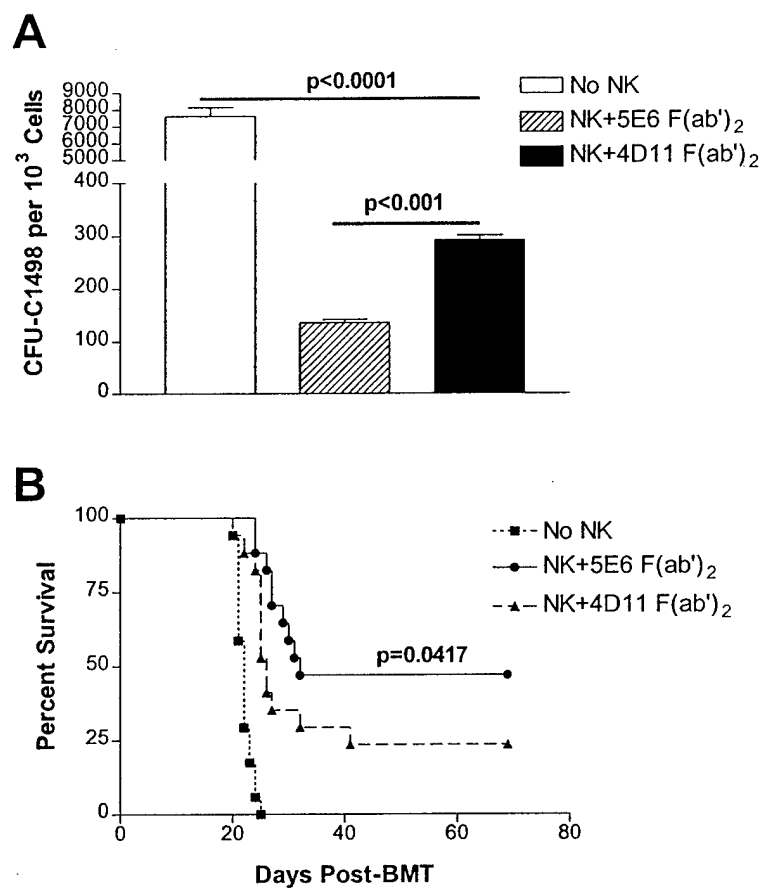 A
CFU-C1498 per 10³ Cells
9000
8000
7000
6000
5000
400
300
200
100
0
p<0.0001
p<0.001
No NK
NK+5E6 F(ab')₂
NK+4D11 F(ab')₂
B
Percent Survival
100
75
50
25
0
0 20 40 60 80
Days Post-BMT
p=0.0417
No NK
NK+5E6 F(ab')₂
NK+4D11 F(ab')₂